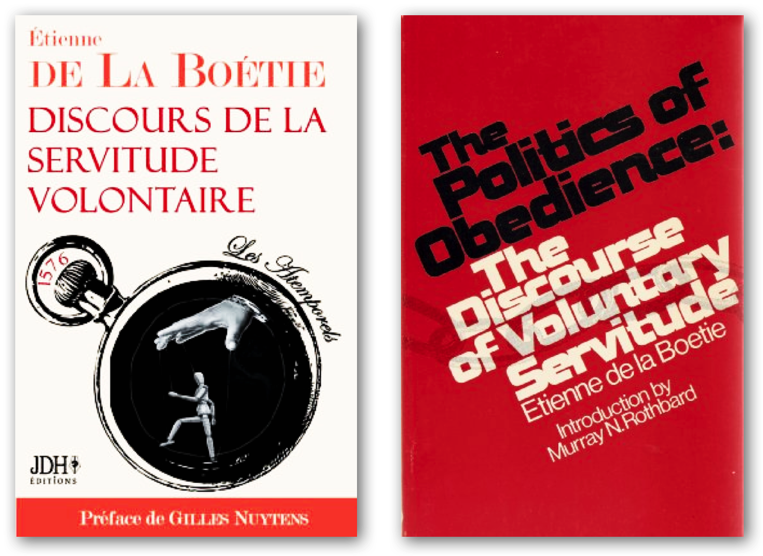 Étienne
DE LA BOÉTIE
DISCOURS DE LA
SERVITUDE
VOLONTAIRE
1576
Les Atemporels
JDH
ÉDITIONS
Préface de GILLES NUYTENS
The
Politics of
Obedience:
The
Discourse
of Voluntary
Servitude
Etienne de la Boetie
Introduction by
Murray N. Rothbard